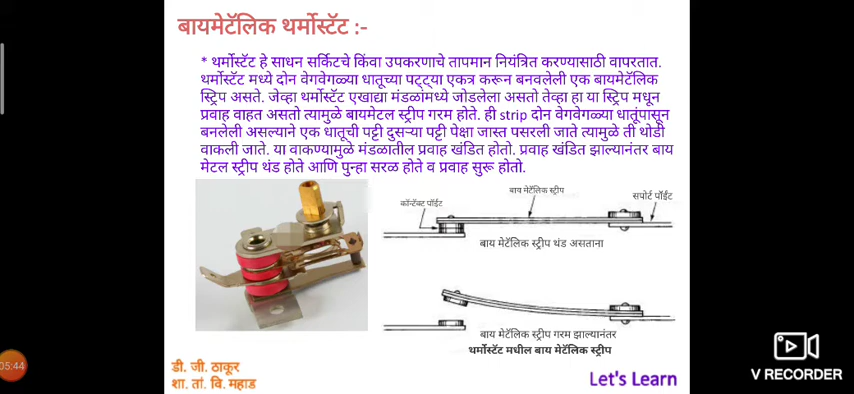 बायमेटॅलिक थर्मोस्टॅट :-
* थर्मोस्टॅट हे साधन सर्किटचे किंवा उपकरणाचे तापमान नियंत्रित करण्यासाठी वापरतात.
थर्मोस्टॅट मध्ये दोन वेगवेगळ्या धातूच्या पट्ट्या एकत्र करून बनवलेली एक बायमेटॅलिक
स्ट्रिप असते. जेव्हा थर्मोस्टॅट एखाद्या मंडळांमध्ये जोडलेला असतो तेव्हा हा या स्ट्रिप मधून
प्रवाह वाहत असतो त्यामुळे बायमेटल स्ट्रीप गरम होते. ही strip दोन वेगवेगळ्या धातूंपासून
बनलेली असल्याने एक धातूची पट्टी दुसऱ्या पट्टी पेक्षा जास्त पसरली जाते त्यामुळे ती थोडी
वाकली जाते. या वाकण्यामुळे मंडळातील प्रवाह खंडित होतो. प्रवाह खंडित झाल्यानंतर बाय
मेटल स्ट्रीप थंड होते आणि पुन्हा सरळ होते व प्रवाह सुरू होतो.
बाय मेटॅलिक स्ट्रीप
कॉन्टॅक्ट पॉईंट
सपोर्ट पॉईंट
बाय मेटॅलिक स्ट्रीप थंड असताना
बाय मेटॅलिक स्ट्रीप गरम झाल्यानंतर
थर्मोस्टॅट मधील बाय मेटॅलिक स्ट्रीप
05:44
डी. जी. ठाकूर
शा. तां. वि. महाड
Let's Learn
V RECORDER